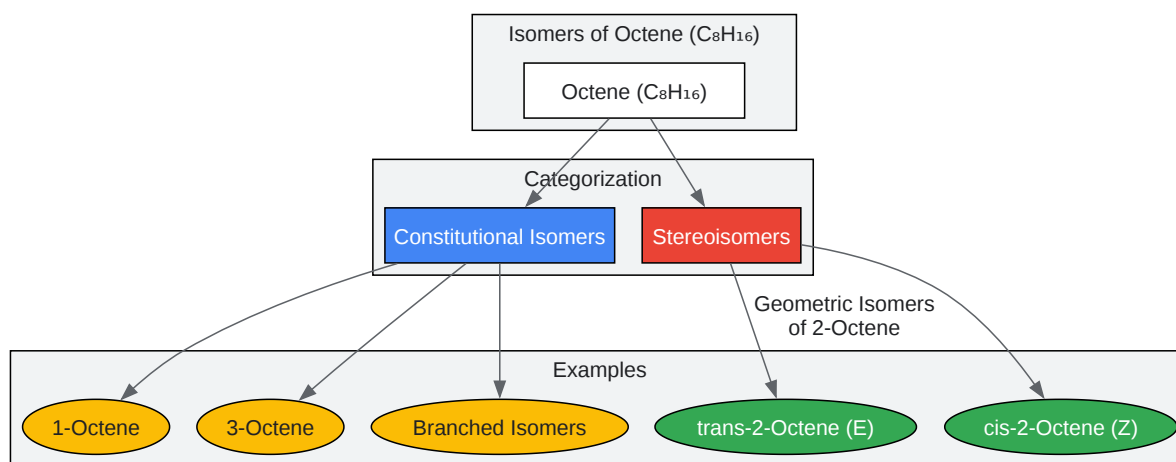 Isomers of Octene (C₈H₁₆)
Octene (C₈H₁₆)
Categorization
Constitutional Isomers
Stereoisomers
Geometric Isomers
of 2-Octene
Examples
1-Octene
3-Octene
Branched Isomers
trans-2-Octene (E)
cis-2-Octene (Z)